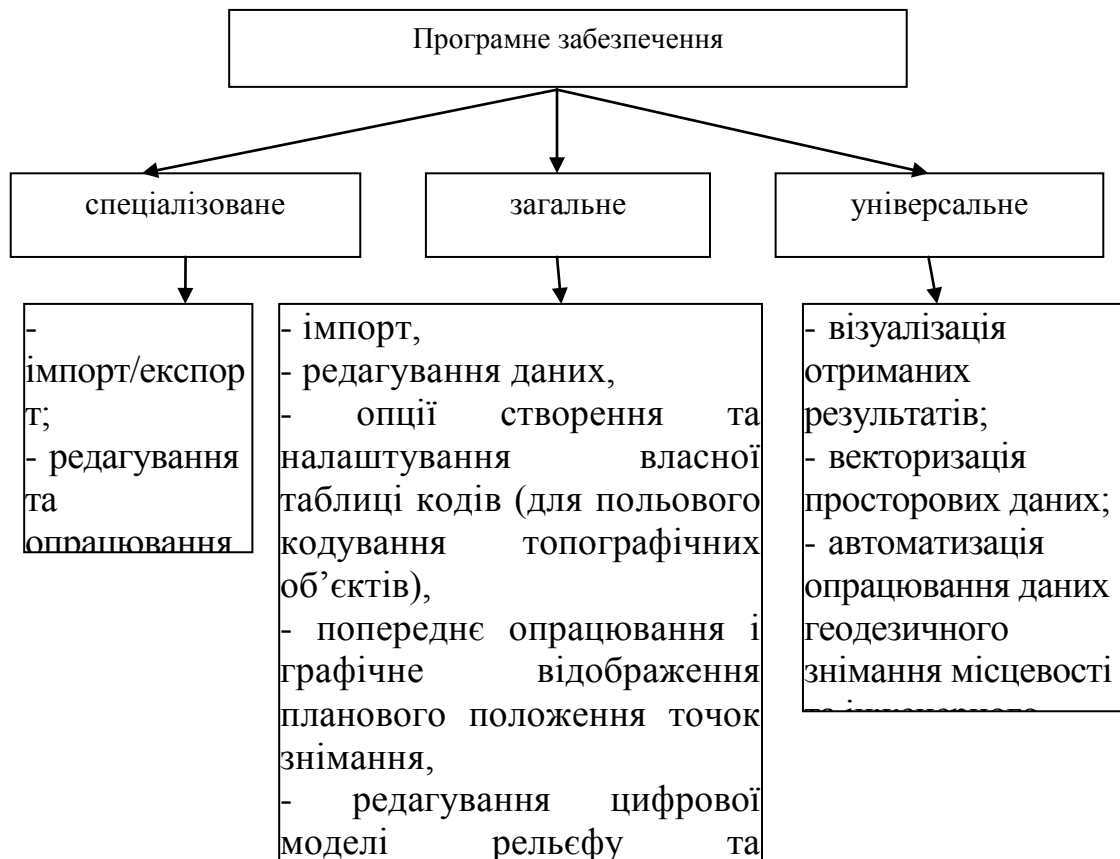 Програмне забезпечення
спеціалізоване
загальне
універсальне
-
імпорт/експор
т;
- редагування
та
опрацювання
- імпорт,
- редагування даних,
- опції створення та
налаштування власної
таблиці кодів (для польового
кодування топографічних
об’єктів),
- попереднє опрацювання і
графічне відображення
планового положення точок
знімання,
- редагування цифрової
моделі рельєфу та
- візуалізація
отриманих
результатів;
- векторизація
просторових даних;
- автоматизація
опрацювання даних
геодезичного
знімання місцевості